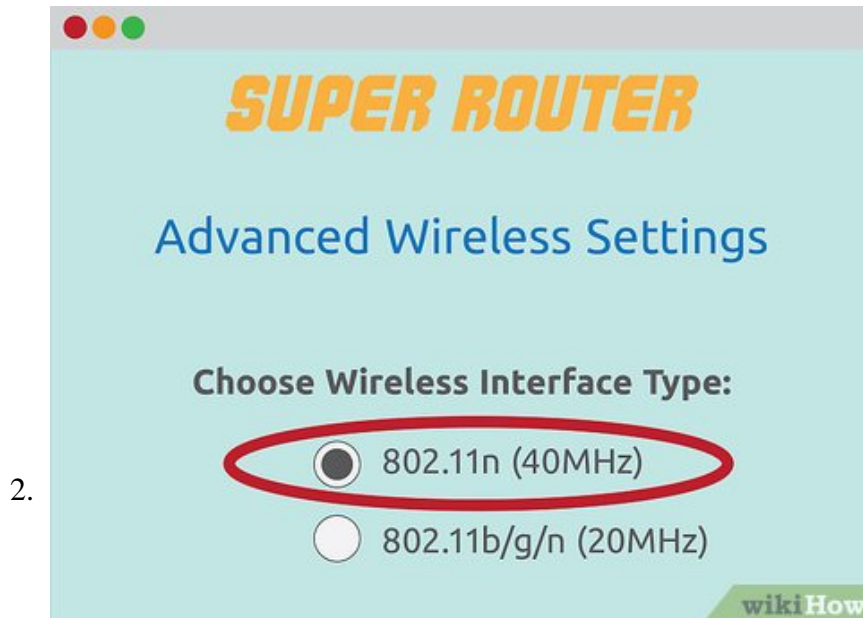 SUPER ROUTER
Advanced Wireless Settings
Choose Wireless Interface Type:
802.11n (40MHz)
2.
802.11b/g/n (20MHz)
wikiHow